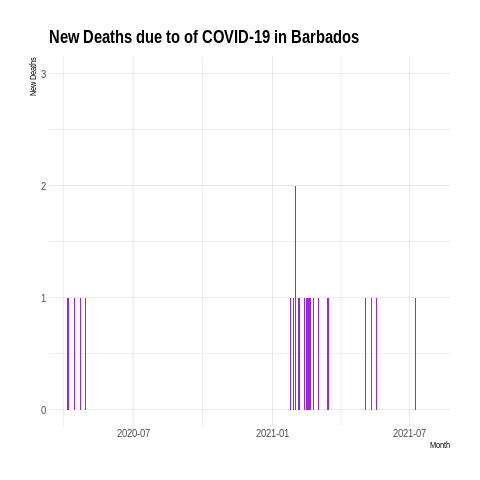 New Deaths due to of COVID-19 in Barbados
New Deaths
3
2
1
0
2020-07 2021-01 2021-07
Month